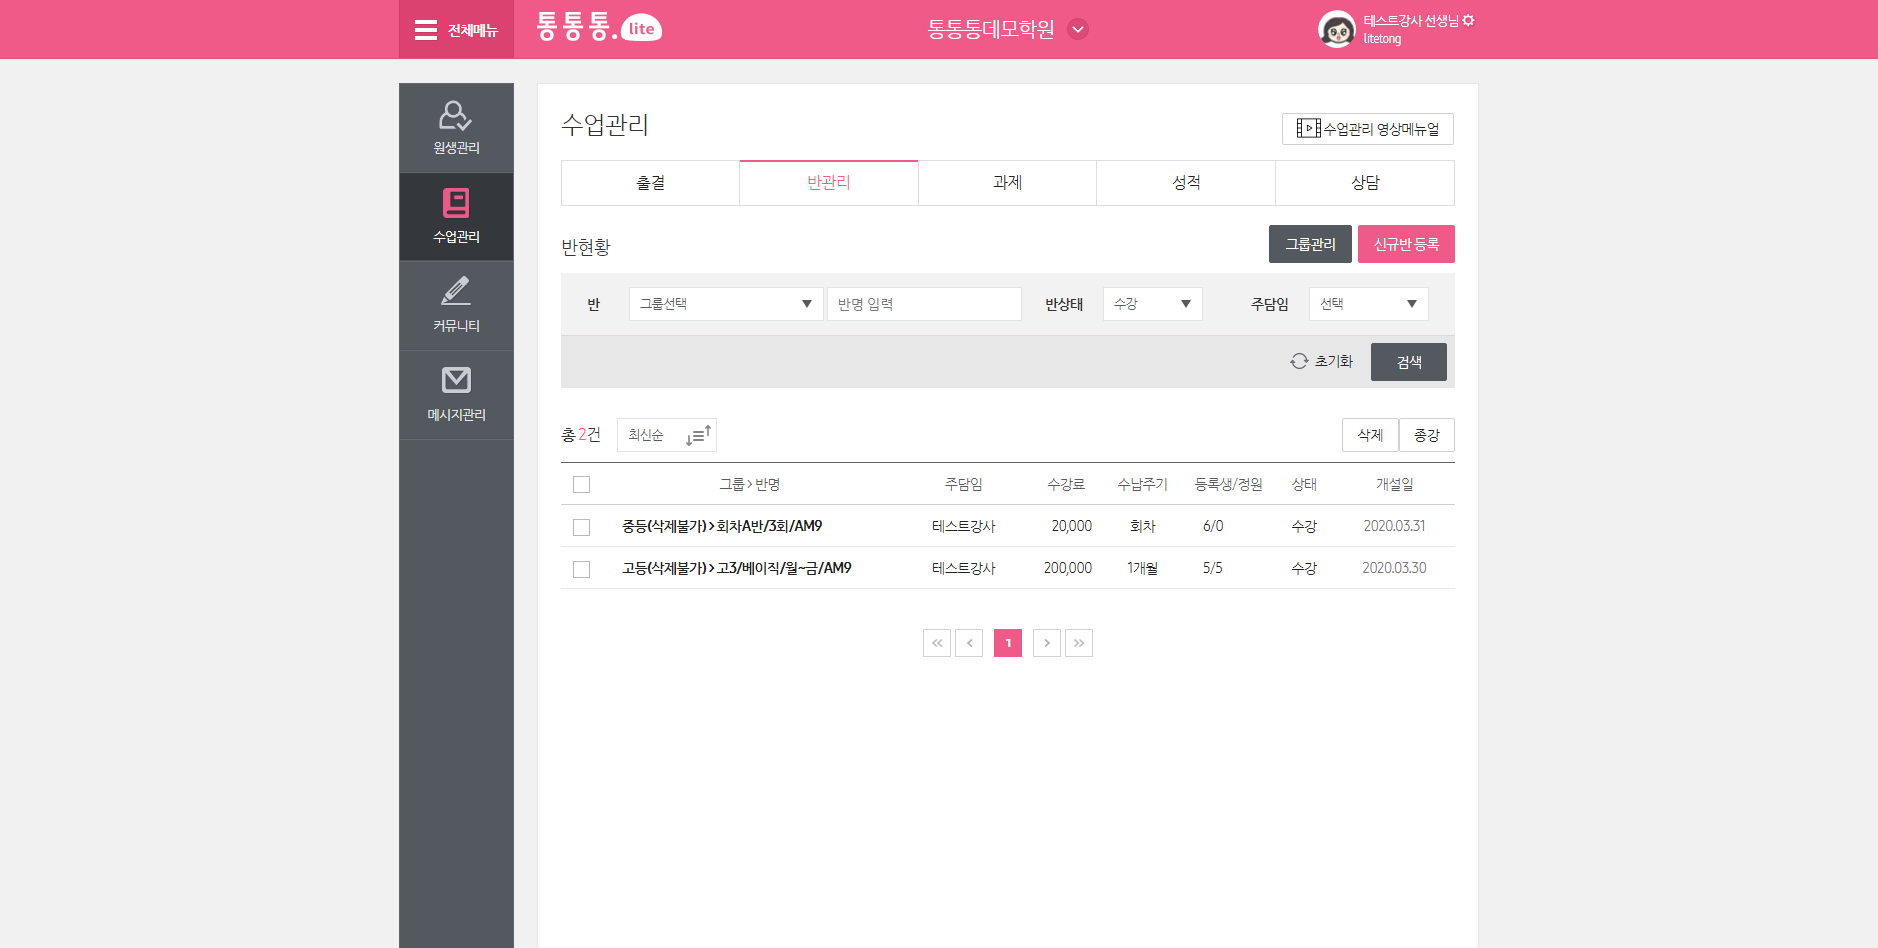 전체메뉴
통통통.lite
통통통데모학원
테스트강사 선생님
litetong
원생관리
수업관리
커뮤니티
메시지관리
수업관리
수업관리 영상메뉴얼
출결 반관리 과제 성적 상담
반현황
그룹관리 신규반 등록
반 그룹선택 반명 입력 반상태 수강 주담임 선택
초기화 검색
총 2건 최신순 삭제 종강
그룹 > 반명 주담임 수강료 수납주기 등록생/정원 상태 개설일
중등(삭제불가) > 회차A반/3회/AM9 테스트강사 20,000 회차 6/0 수강 2020.03.31
고등(삭제불가) > 고3/베이직/월~금/AM9 테스트강사 200,000 1개월 5/5 수강 2020.03.30
« < 1 > »